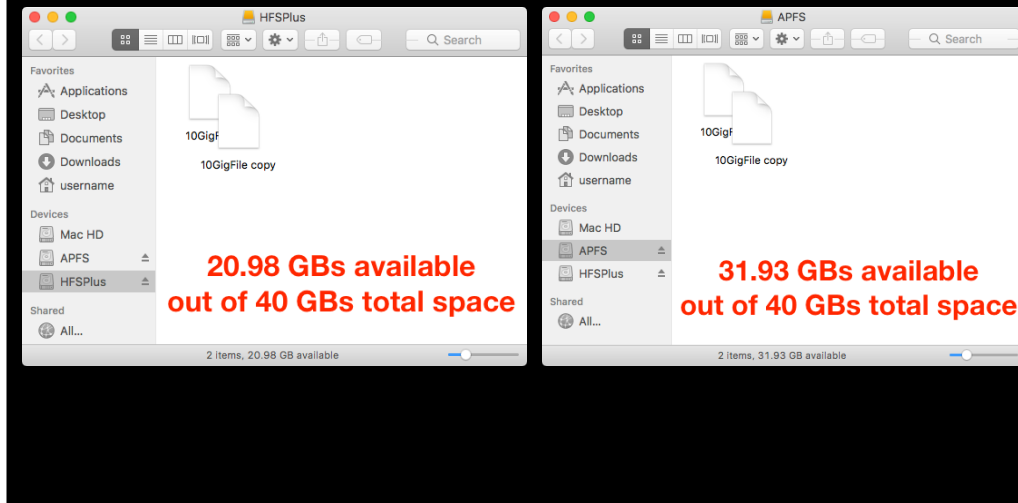 HFSPlus
Search
Favorites
Applications
Desktop
Documents
Downloads
username
Devices
Mac HD
APFS
HFSPlus
Shared
All...
10GigF
10GigFile copy
20.98 GBs available
out of 40 GBs total space
2 items, 20.98 GB available
APFS
Search
Favorites
Applications
Desktop
Documents
Downloads
username
Devices
Mac HD
APFS
HFSPlus
Shared
All...
10GigF
10GigFile copy
31.93 GBs available
out of 40 GBs total space
2 items, 31.93 GB available